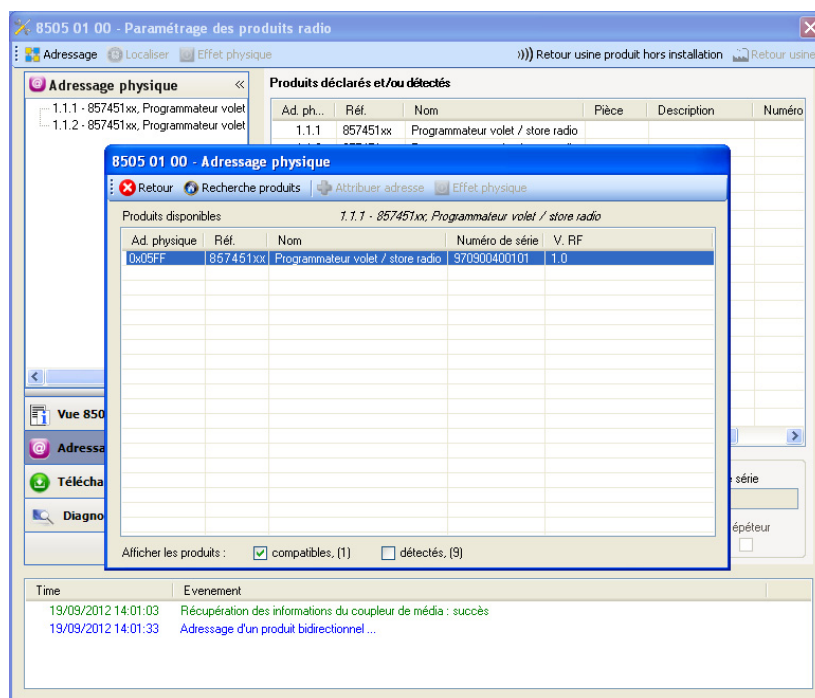 8505 01 00 - Paramétrage des produits radio
Adressage Localiser Effet physique ))) Retour usine produit hors installation Retour usine
Adressage physique «
1.1.1 - 857451xx, Programmateur volet
1.1.2 - 857451xx, Programmateur volet
Produits déclarés et/ou détectés
Ad. ph... Réf. Nom Pièce Description Numéro
1.1.1 857451xx Programmateur volet / store radio
8505 01 00 - Adressage physique
Retour Recherche produits Attribuer adresse Effet physique
Produits disponibles 1.1.1 - 857451xx, Programmateur volet / store radio
Ad. physique Réf. Nom Numéro de série V. RF
0x05FF 857451xx Programmateur volet / store radio 970900400101 1.0
Afficher les produits : compatibles, (1) détectés, (9)
Vue 850
Adressa
Télécha
Diagno
série
épéteur
Time Evenement
19/09/2012 14:01:03 Récupération des informations du coupleur de média : succès
19/09/2012 14:01:33 Adressage d'un produit bidirectionnel ...